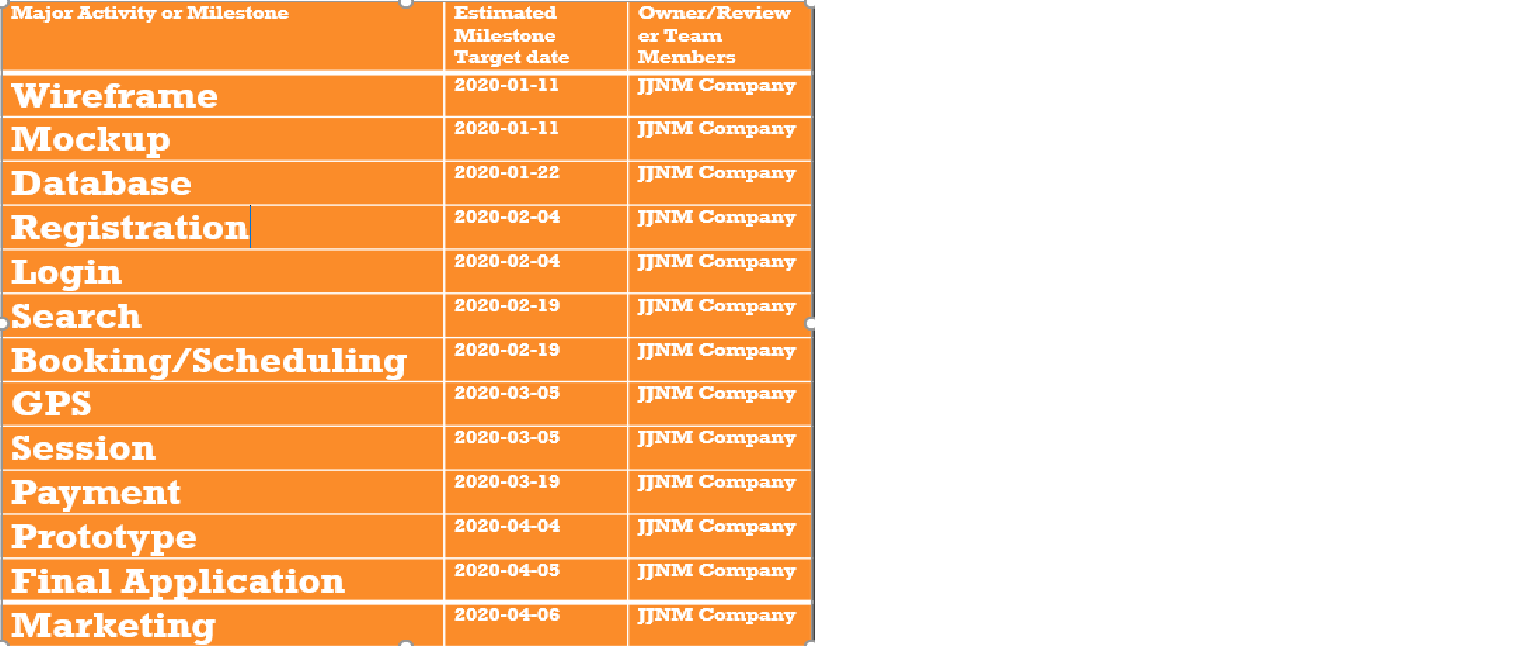 Major Activity or Milestone
Estimated
Milestone
Target date
Owner/Review
er Team
Members
Wireframe 2020-01-11 JJNM Company
Mockup 2020-01-11 JJNM Company
Database 2020-01-22 JJNM Company
Registration 2020-02-04 JJNM Company
Login 2020-02-04 JJNM Company
Search 2020-02-19 JJNM Company
Booking/Scheduling 2020-02-19 JJNM Company
GPS 2020-03-05 JJNM Company
Session 2020-03-05 JJNM Company
Payment 2020-03-19 JJNM Company
Prototype 2020-04-04 JJNM Company
Final Application 2020-04-05 JJNM Company
Marketing 2020-04-06 JJNM Company